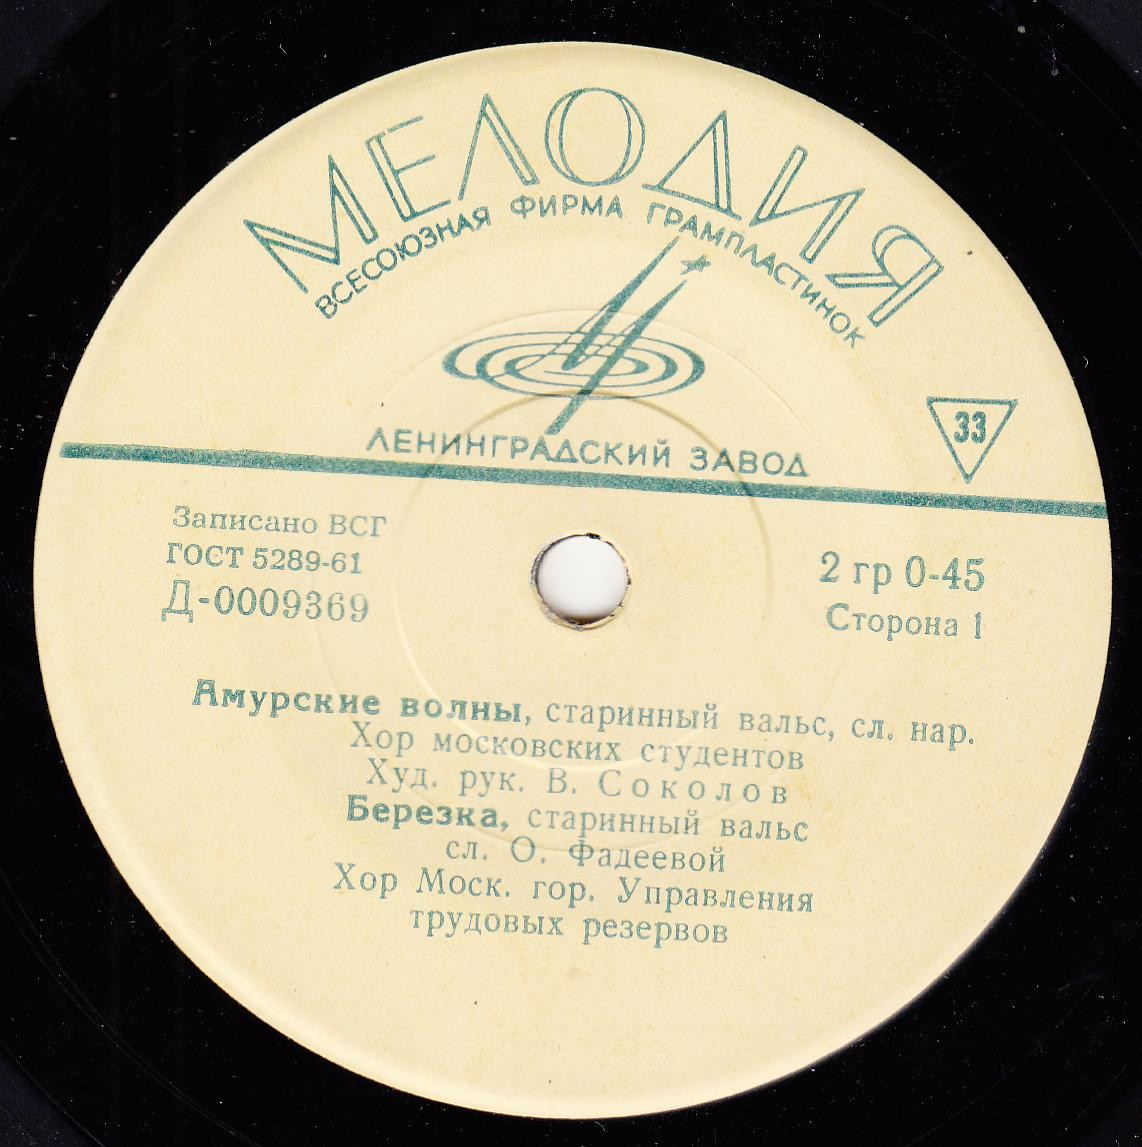 МЕЛОДИЯ
ВСЕСОЮЗНАЯ ФИРМА ГРАМПЛАСТИНОК
ЛЕНИНГРАДСКИЙ ЗАВОД
33
Записано ВСГ
ГОСТ 5289-61
Д-0009369
2 гр 0-45
Сторона 1
Амурские волны, старинный вальс, сл. нар.
Хор московских студентов
Худ. рук. В. Соколов
Березка, старинный вальс
сл. О. Фадеевой
Хор Моск. гор. Управления
трудовых резервов